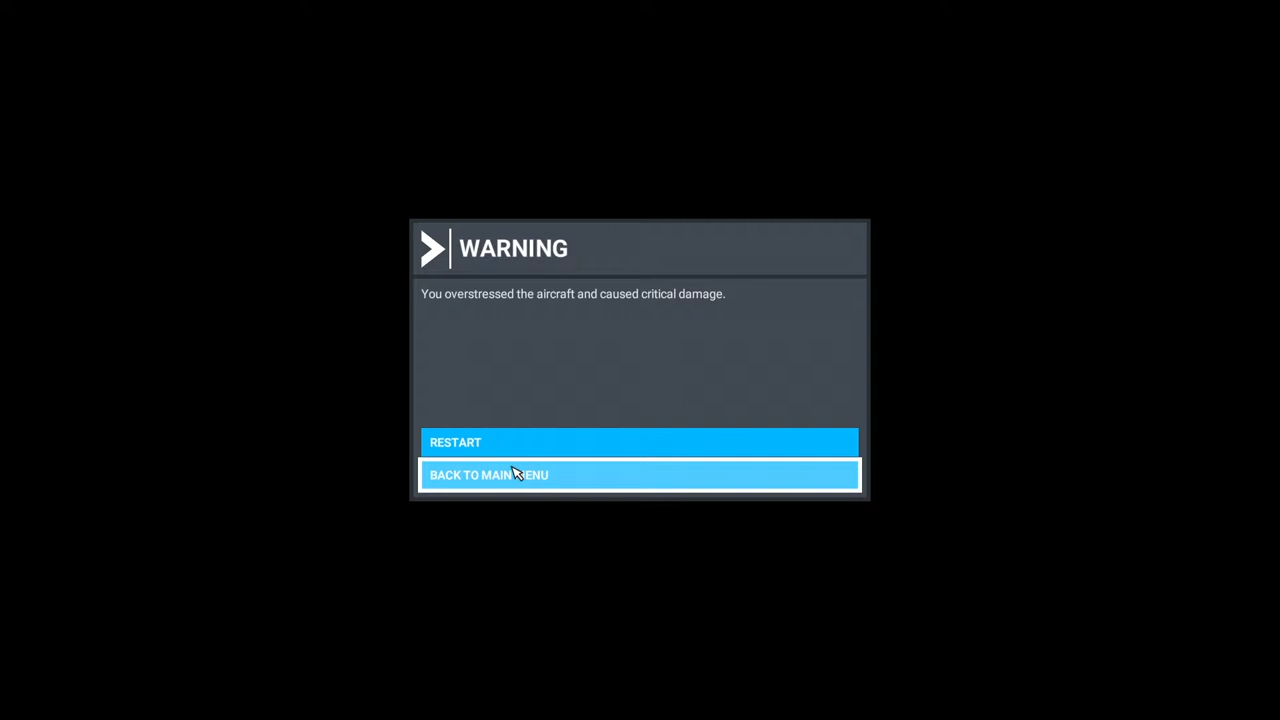 WARNING
You overstressed the aircraft and caused critical damage.
RESTART
BACK TO MAIN MENU